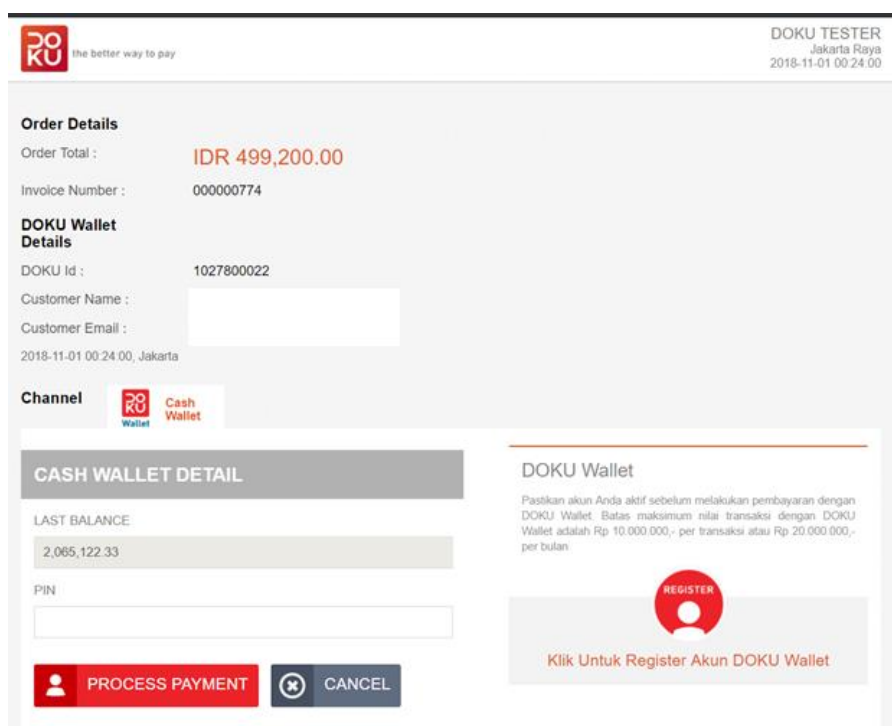 DOKU
the better way to pay
DOKU TESTER
Jakarta Raya
2018-11-01 00:24:00
Order Details
Order Total :
IDR 499,200.00
Invoice Number :
000000774
DOKU Wallet
Details
DOKU Id :
1027800022
Customer Name :
Customer Email :
2018-11-01 00:24:00, Jakarta
Channel
DOKU
Wallet
Cash
Wallet
CASH WALLET DETAIL
LAST BALANCE
2,065,122.33
PIN
PROCESS PAYMENT
CANCEL
DOKU Wallet
Pastikan akun Anda aktif sebelum melakukan pembayaran dengan
DOKU Wallet. Batas maksimum nilai transaksi dengan DOKU
Wallet adalah Rp 10.000.000,- per transaksi atau Rp 20.000.000,-
per bulan
REGISTER
Klik Untuk Register Akun DOKU Wallet